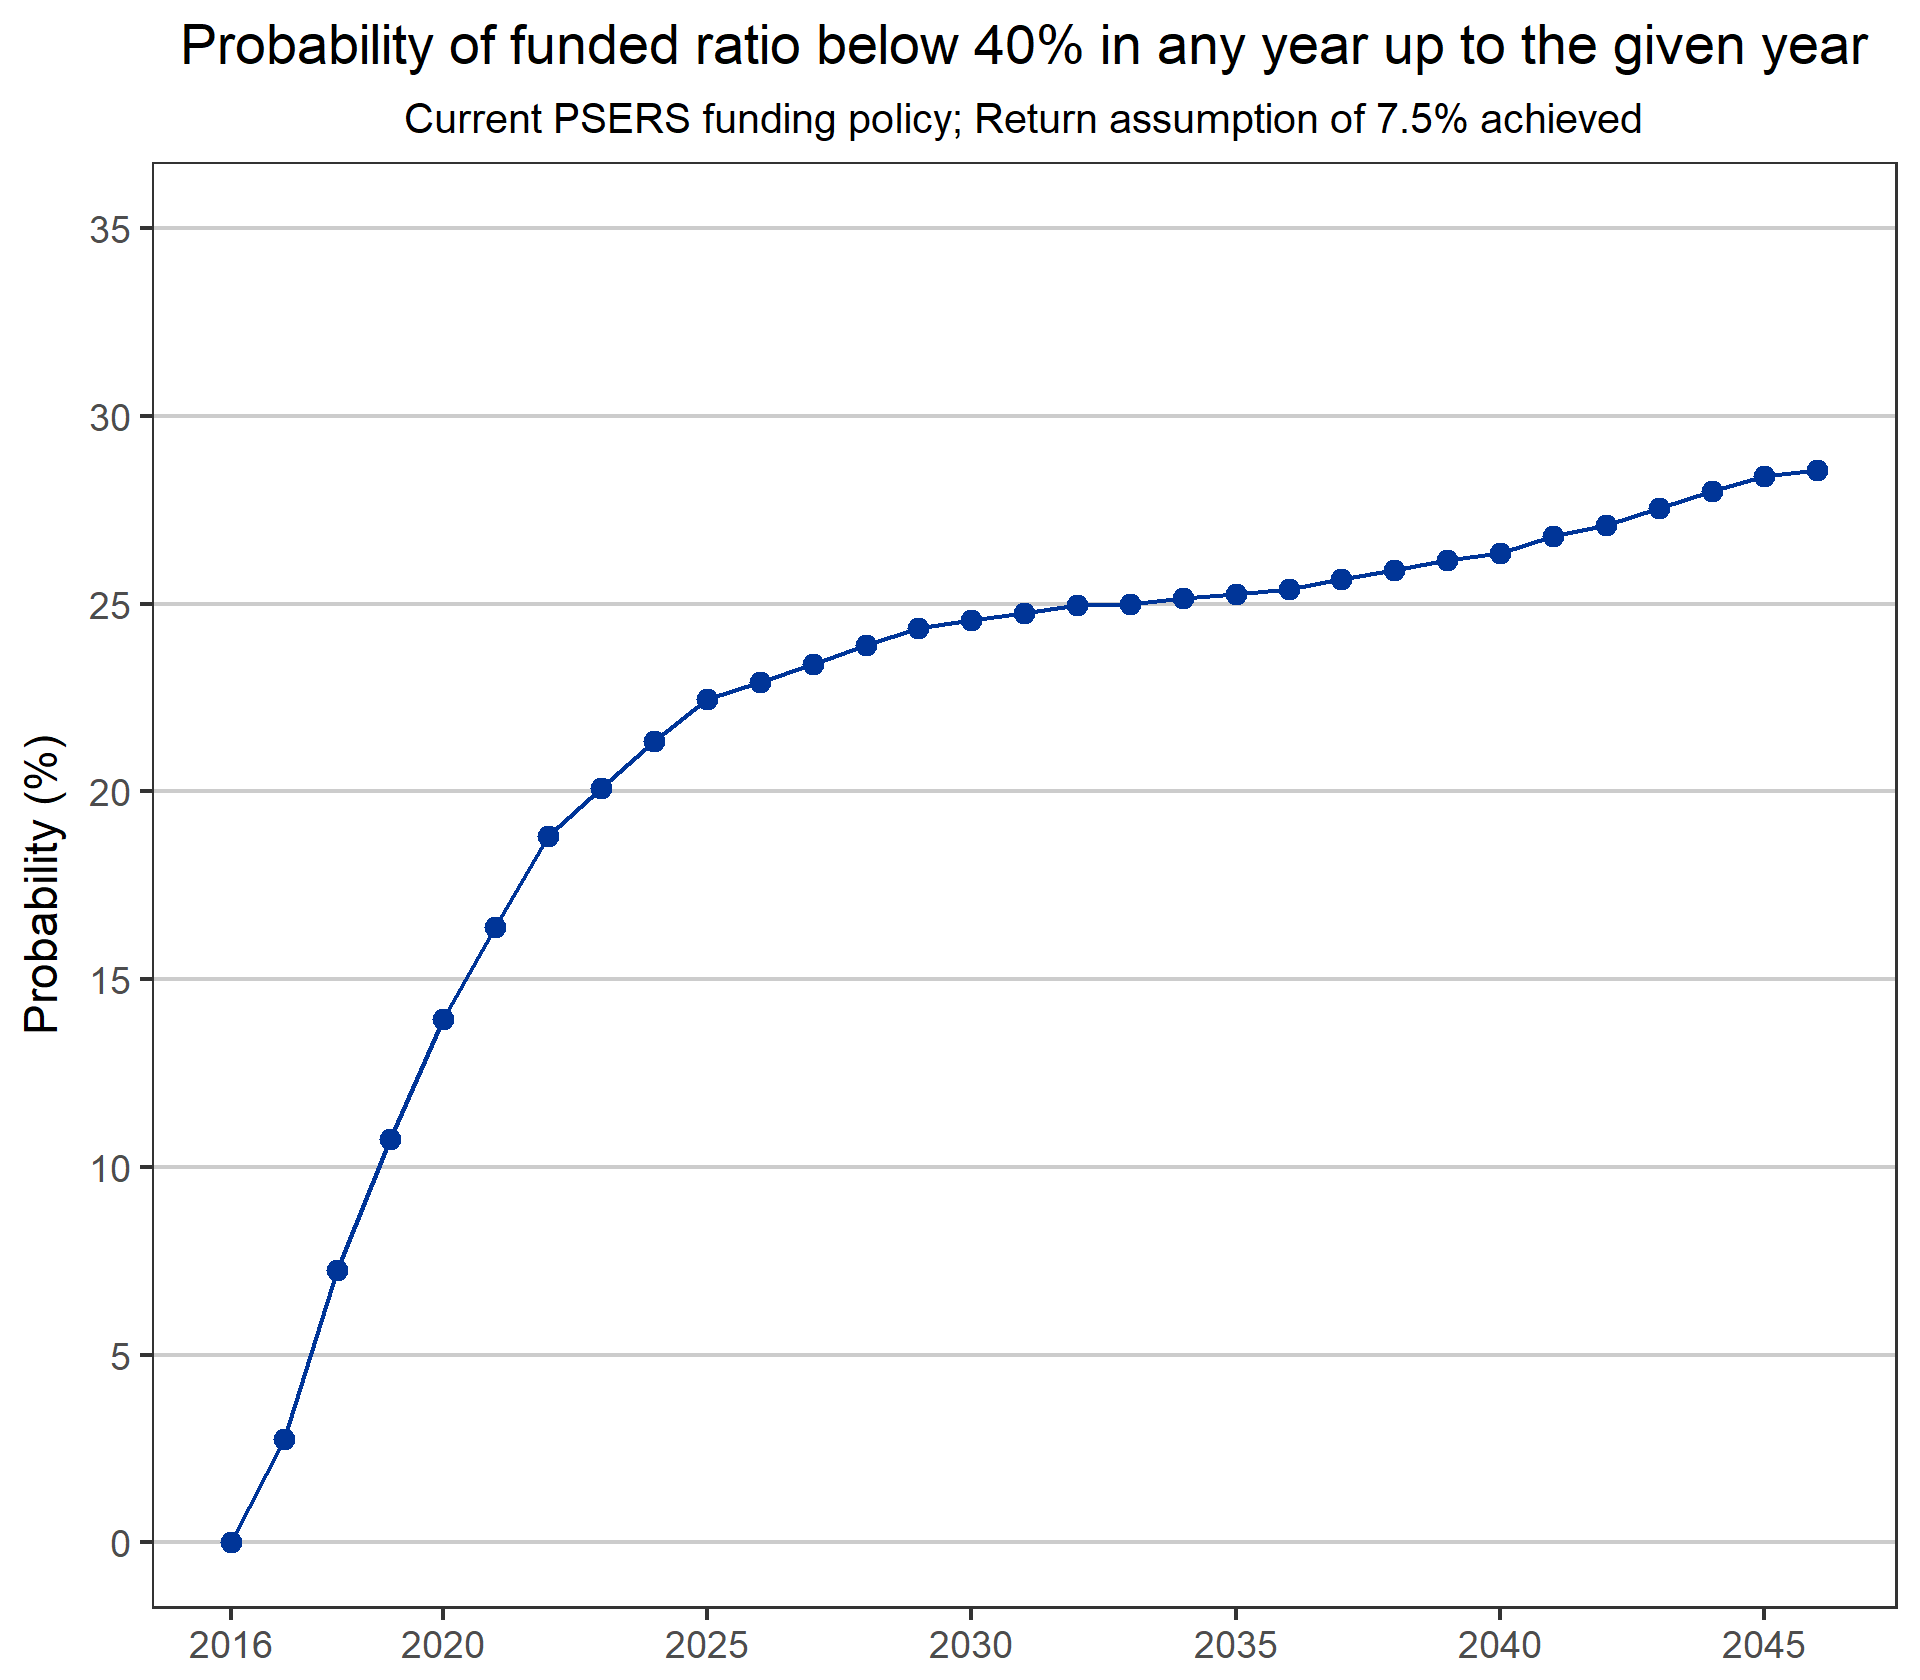 Probability of funded ratio below 40% in any year up to the given year
Current PSERS funding policy; Return assumption of 7.5% achieved
Probability (%)
35
30
25
20
15
10
5
0
2016 2020 2025 2030 2035 2040 2045